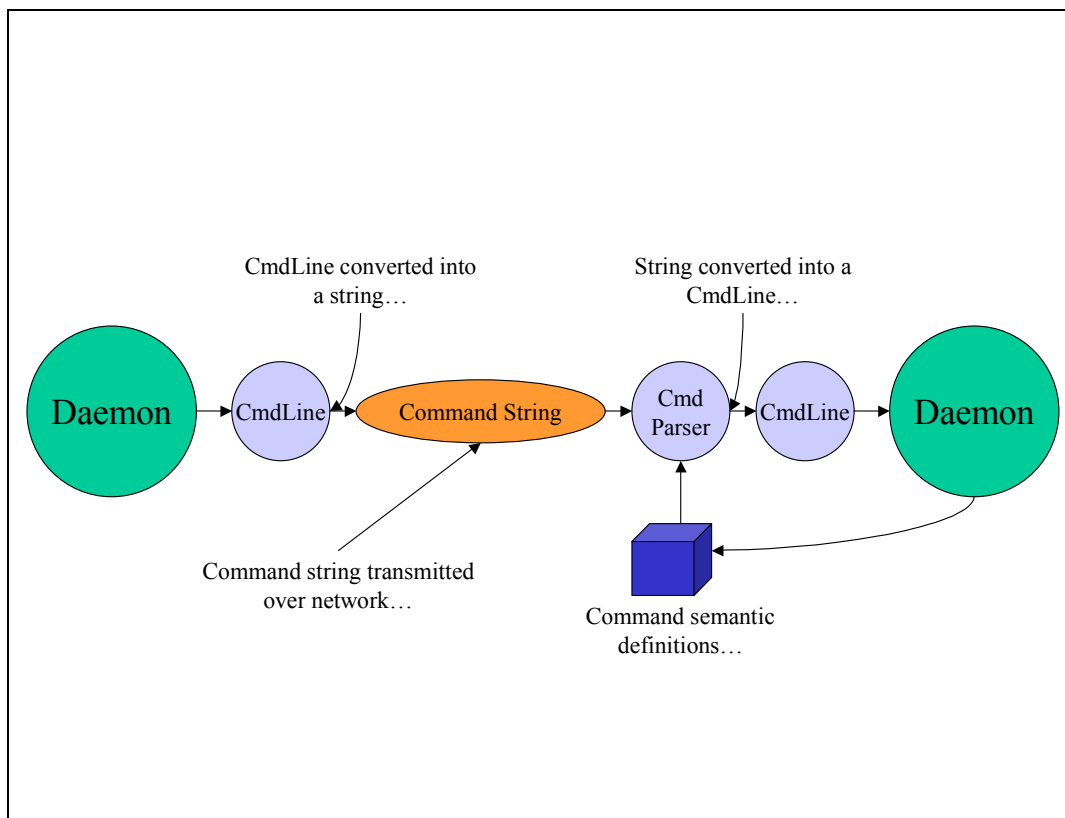 CmdLine converted into
a string…
String converted into a
CmdLine…
Daemon
CmdLine
Command String
Cmd
Parser
CmdLine
Daemon
Command string transmitted
over network…
Command semantic
definitions…